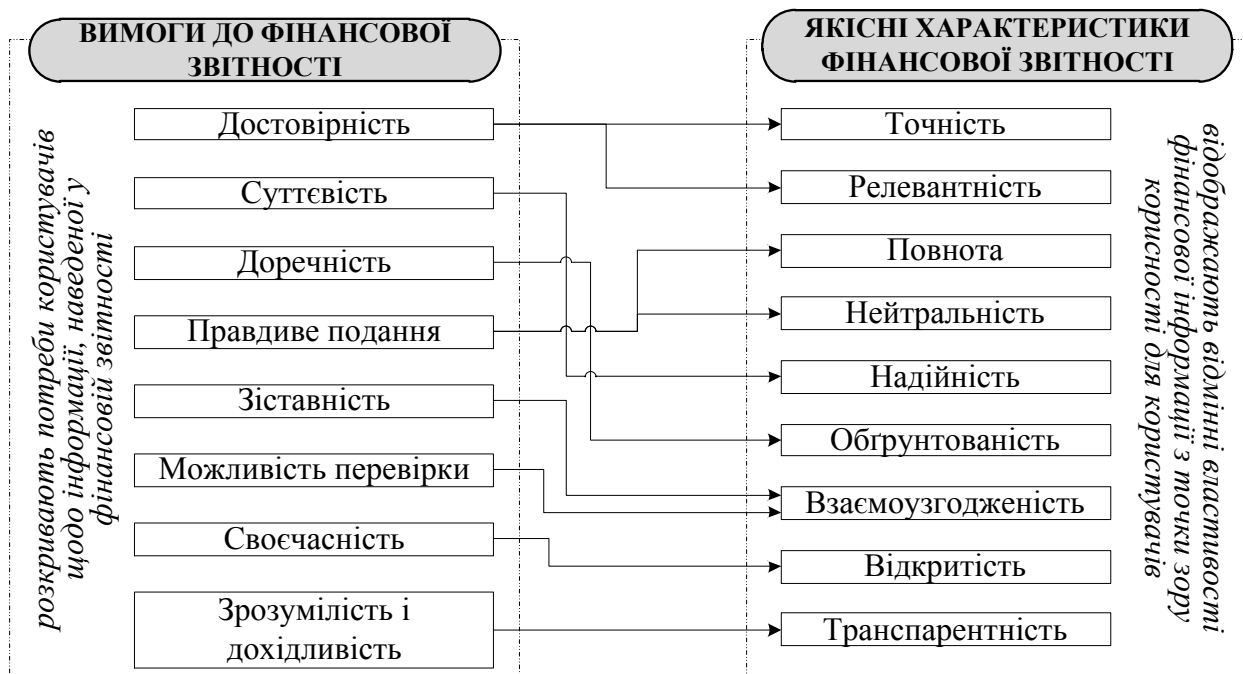 ВИМОГИ ДО ФІНАНСОВОЇ
ЗВІТНОСТІ
розкривають потреби користувачів
щодо інформації, наведеної у
фінансовій звітності
Достовірність
Суттєвість
Доречність
Правдиве подання
Зіставність
Можливість перевірки
Своєчасність
Зрозумілість і
дохідливість
ЯКІСНІ ХАРАКТЕРИСТИКИ
ФІНАНСОВОЇ ЗВІТНОСТІ
Точність
Релевантність
Повнота
Нейтральність
Надійність
Обґрунтованість
Взаємоузгодженість
Відкритість
Транспарентність
відображають відмінні властивості
фінансової інформації з точки зору
корисності для користувачів